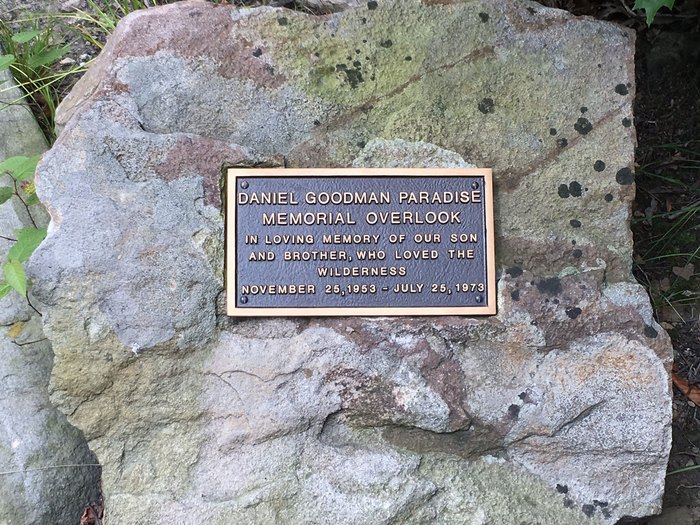 DANIEL GOODMAN PARADISE
MEMORIAL OVERLOOK
IN LOVING MEMORY OF OUR SON
AND BROTHER, WHO LOVED THE
WILDERNESS
NOVEMBER 25, 1953 - JULY 25, 1973